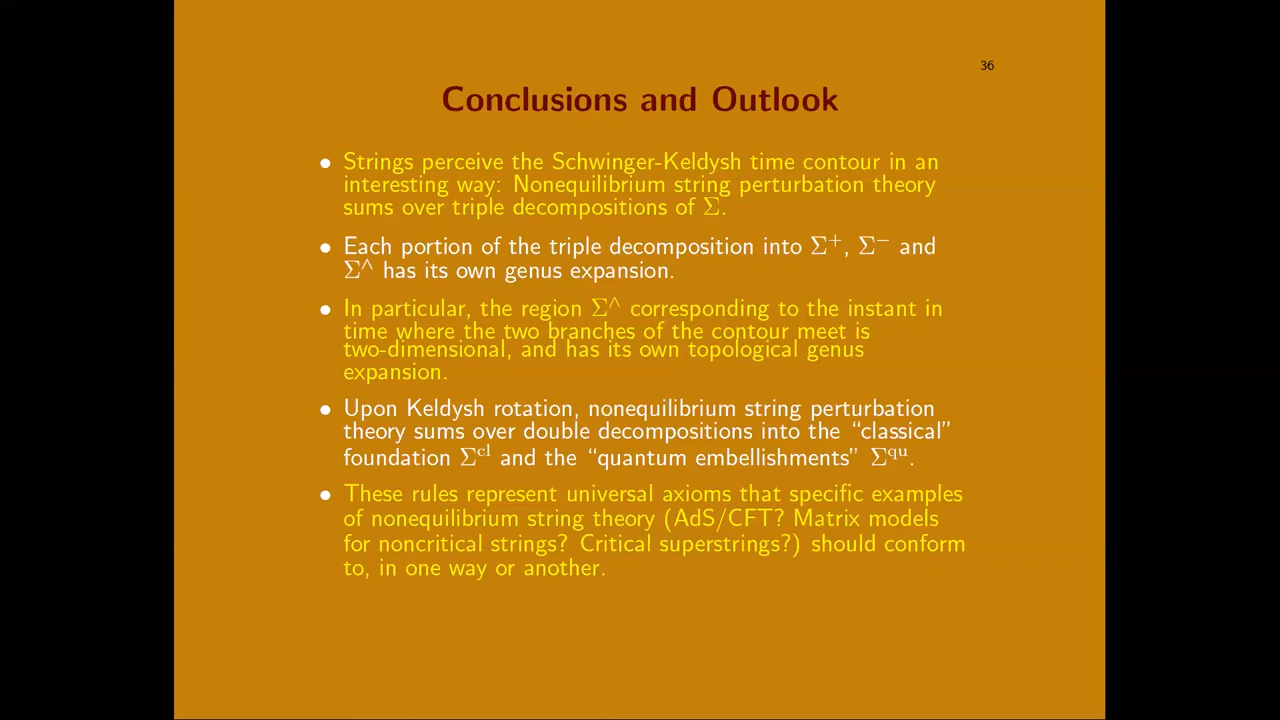 36
Conclusions and Outlook
• Strings perceive the Schwinger-Keldysh time contour in an
interesting way: Nonequilibrium string perturbation theory
sums over triple decompositions of Σ.
• Each portion of the triple decomposition into Σ⁺, Σ⁻ and
Σ^∧ has its own genus expansion.
• In particular, the region Σ^∧ corresponding to the instant in
time where the two branches of the contour meet is
two-dimensional, and has its own topological genus
expansion.
• Upon Keldysh rotation, nonequilibrium string perturbation
theory sums over double decompositions into the “classical”
foundation Σ^cl and the “quantum embellishments” Σ^qu.
• These rules represent universal axioms that specific examples
of nonequilibrium string theory (AdS/CFT? Matrix models
for noncritical strings? Critical superstrings?) should conform
to, in one way or another.